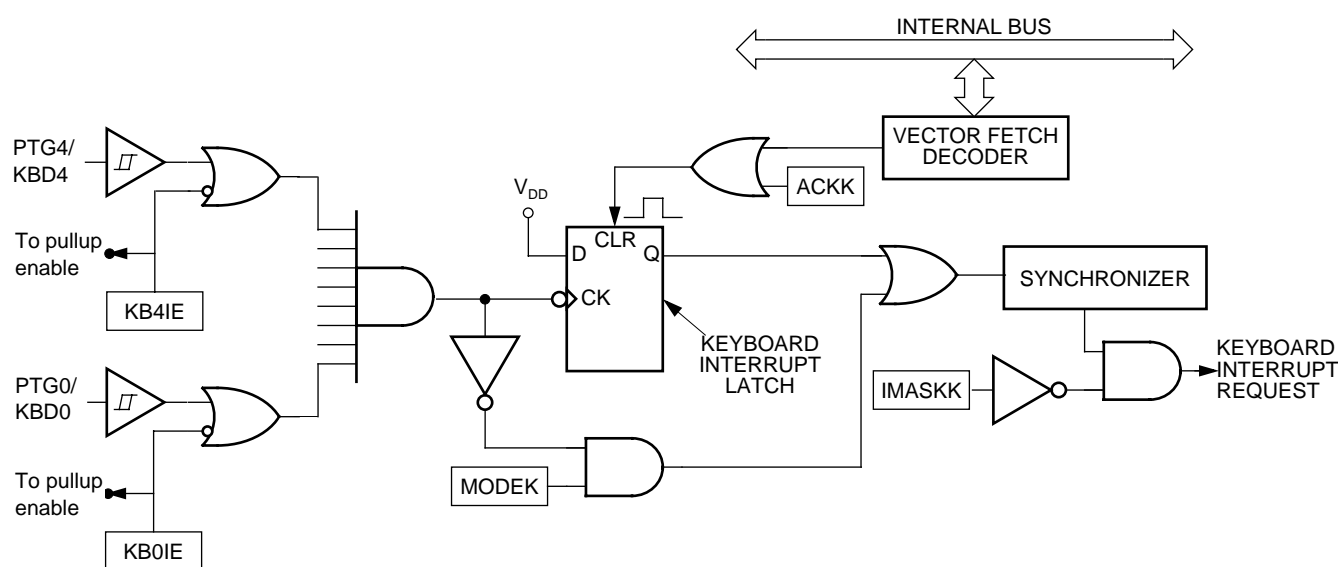 INTERNAL BUS
VECTOR FETCH
DECODER
ACKK
PTG4/
KBD4
To pullup
enable
KB4IE
VDD
CLR
D
Q
CK
KEYBOARD
INTERRUPT
LATCH
SYNCHRONIZER
IMASKK
KEYBOARD
INTERRUPT
REQUEST
PTG0/
KBD0
To pullup
enable
KB0IE
MODEK